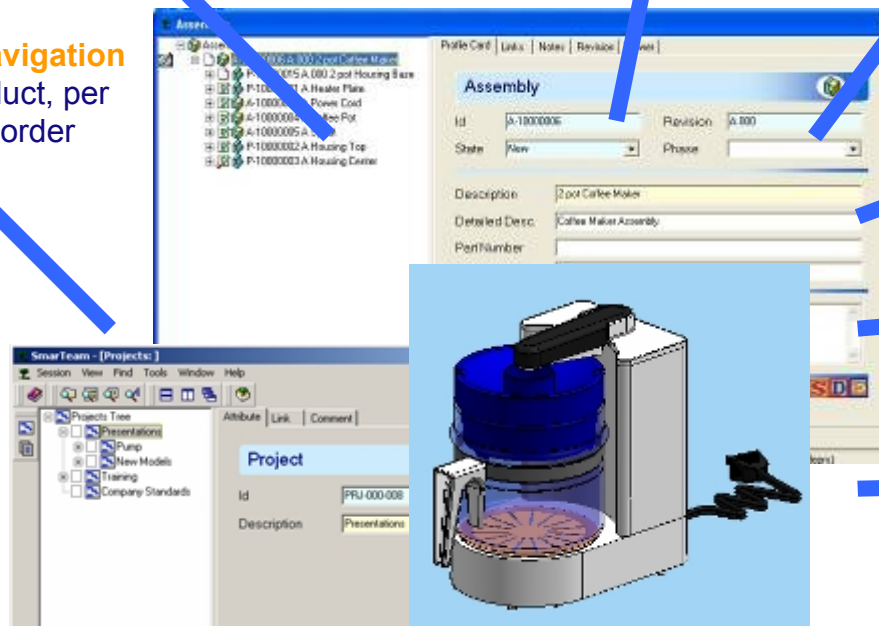 avigation
duct, per
order
Profile Card Links Notes Revision
2 pot Coffee Maker
P-10000015 A.000 2 pot Housing Base
A Heater Plate
Power Cord
Pot
A-10000005 A
P-10000002 A Housing Top
P-10000003 A Housing Center
Assembly
Id A-10000006 Revision A.000
State New Phase
Description 2 pot Coffee Maker
Detailed Desc. Coffee Maker Assembly
Part Number
SmarTeam - [Projects: ]
Session View Find Tools Window Help
Projects Tree
Presentations
Pump
New Models
Training
Company Standards
Attribute Link Comment
Project
Id PRJ-000-008
Description Presentations
S D E